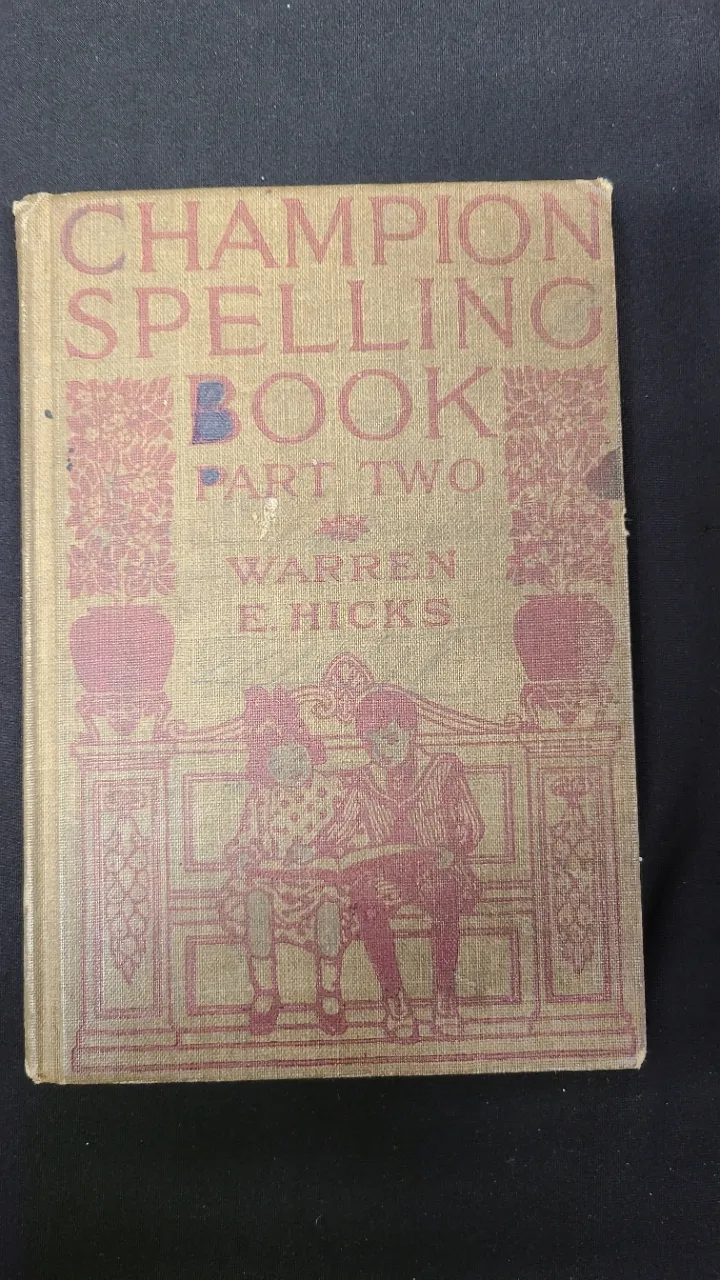 CHAMPION
SPELLING
BOOK
PART TWO
WARREN
E. HICKS